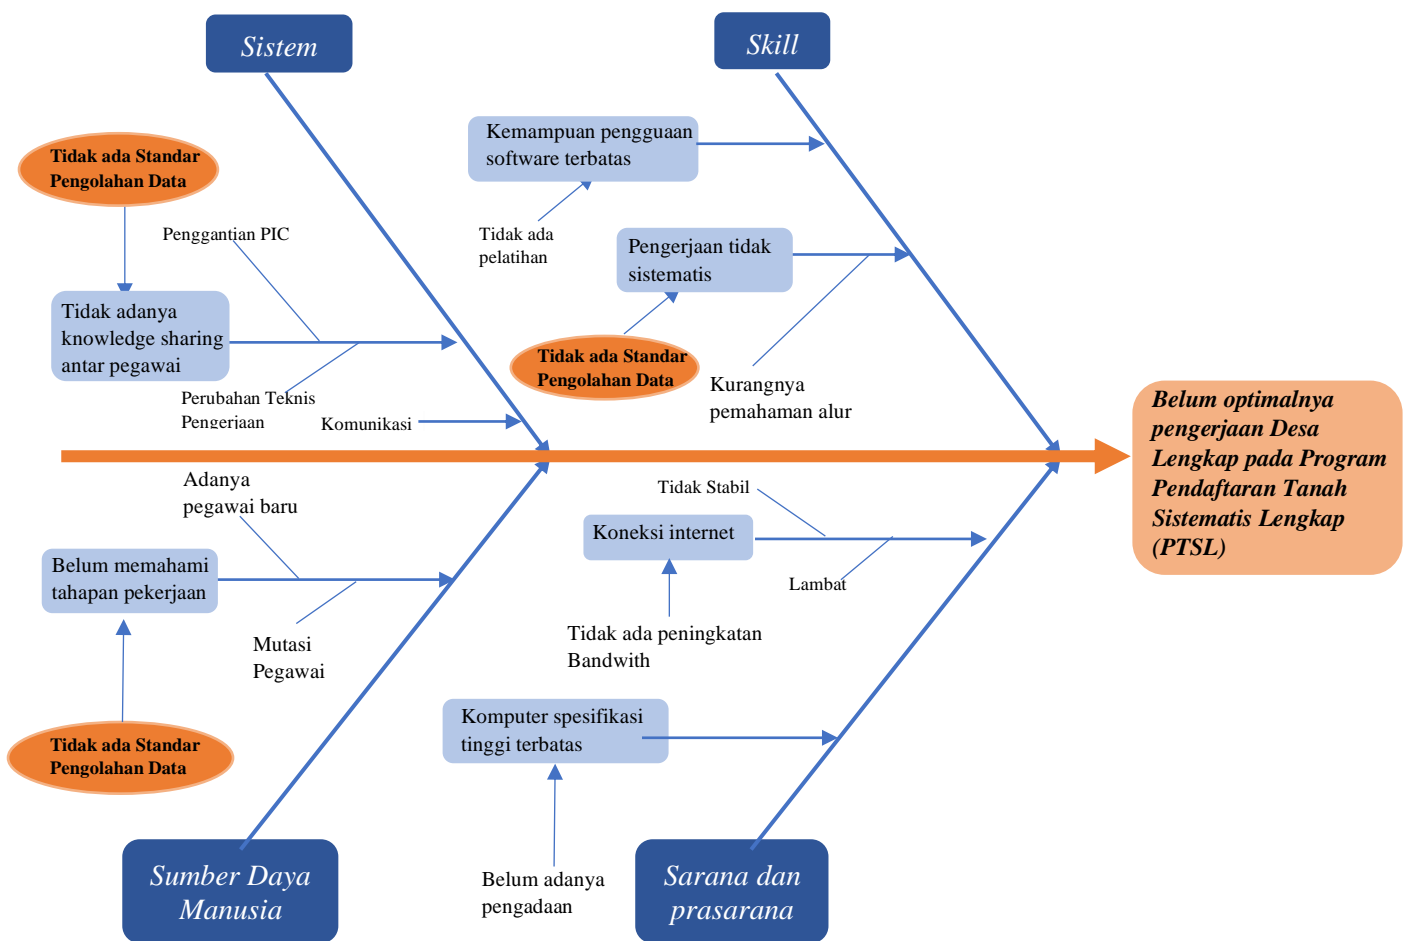 Sistem
Skill
Tidak ada Standar
Pengolahan Data
Penggantian PIC
Tidak adanya
knowledge sharing
antar pegawai
Perubahan Teknis
Pengerjaan
Komunikasi
Kemampuan pengguaan
software terbatas
Tidak ada
pelatihan
Pengerjaan tidak
sistematis
Tidak ada Standar
Pengolahan Data
Kurangnya
pemahaman alur
Belum optimalnya
pengerjaan Desa
Lengkap pada Program
Pendaftaran Tanah
Sistematis Lengkap
(PTSL)
Adanya
pegawai baru
Belum memahami
tahapan pekerjaan
Mutasi
Pegawai
Tidak ada Standar
Pengolahan Data
Tidak Stabil
Koneksi internet
Lambat
Tidak ada peningkatan
Bandwith
Komputer spesifikasi
tinggi terbatas
Belum adanya
pengadaan
Sumber Daya
Manusia
Sarana dan
prasarana